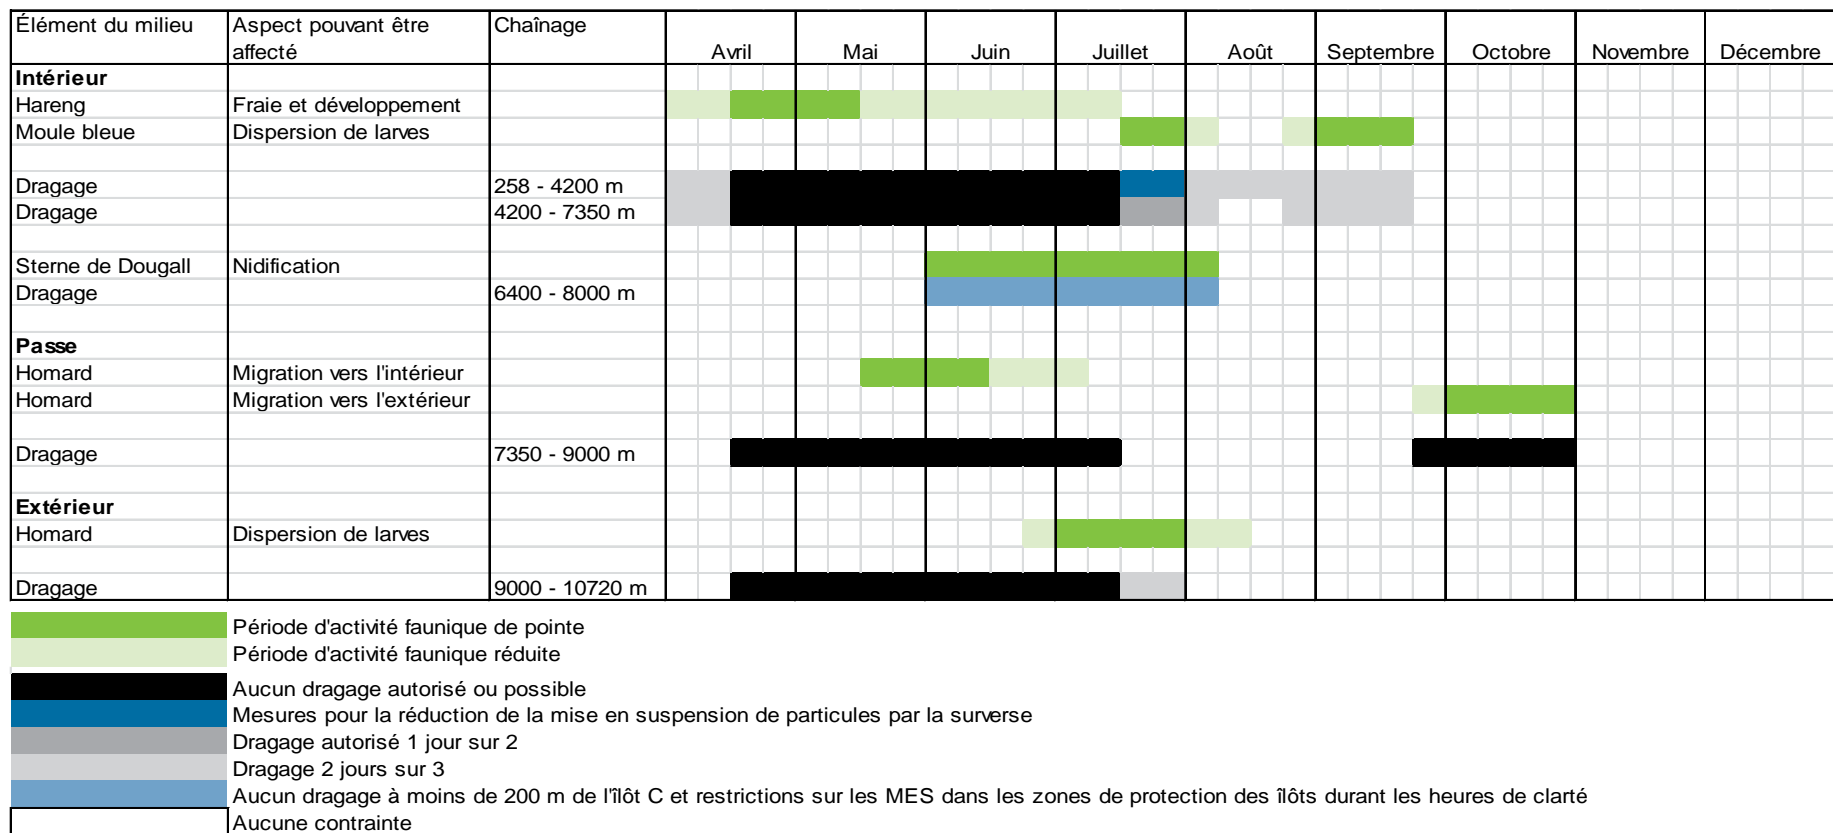 Élément du milieu Aspect pouvant être affecté Chaînage Avril Mai Juin Juillet Août Septembre Octobre Novembre Décembre
Intérieur
Hareng Fraie et développement
Moule bleue Dispersion de larves
Dragage 258 - 4200 m
Dragage 4200 - 7350 m
Sterne de Dougall Nidification
Dragage 6400 - 8000 m
Passe
Homard Migration vers l'intérieur
Homard Migration vers l'extérieur
Dragage 7350 - 9000 m
Extérieur
Homard Dispersion de larves
Dragage 9000 - 10720 m
Période d'activité faunique de pointe
Période d'activité faunique réduite
Aucun dragage autorisé ou possible
Mesures pour la réduction de la mise en suspension de particules par la surverse
Dragage autorisé 1 jour sur 2
Dragage 2 jours sur 3
Aucun dragage à moins de 200 m de l'îlôt C et restrictions sur les MES dans les zones de protection des îlôts durant les heures de clarté
Aucune contrainte